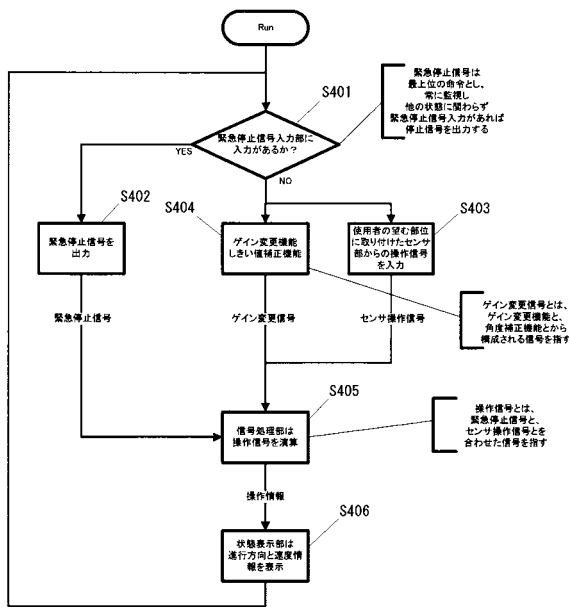 Run
S401
緊急停止信号は
最上位の命令とし、
常に監視し
他の状態に関わらず
緊急停止信号入力があれば
停止信号を出力する
緊急停止信号入力部に
入力があるか？
YES
NO
S402
緊急停止信号を
出力
S404
ゲイン変更機能
しきい値補正機能
S403
使用者の望む部位
に取り付けたセンサ
部からの操作信号
を入力
緊急停止信号
ゲイン変更信号
センサ操作信号
ゲイン変更信号とは、
ゲイン変更機能と、
角度補正機能とから
構成される信号を指す
S405
信号処理部は
操作信号を演算
操作信号とは、
緊急停止信号と、
センサ操作信号とを
合わせた信号を指す
操作情報
S406
状態表示部は
進行方向と速度情
報を表示